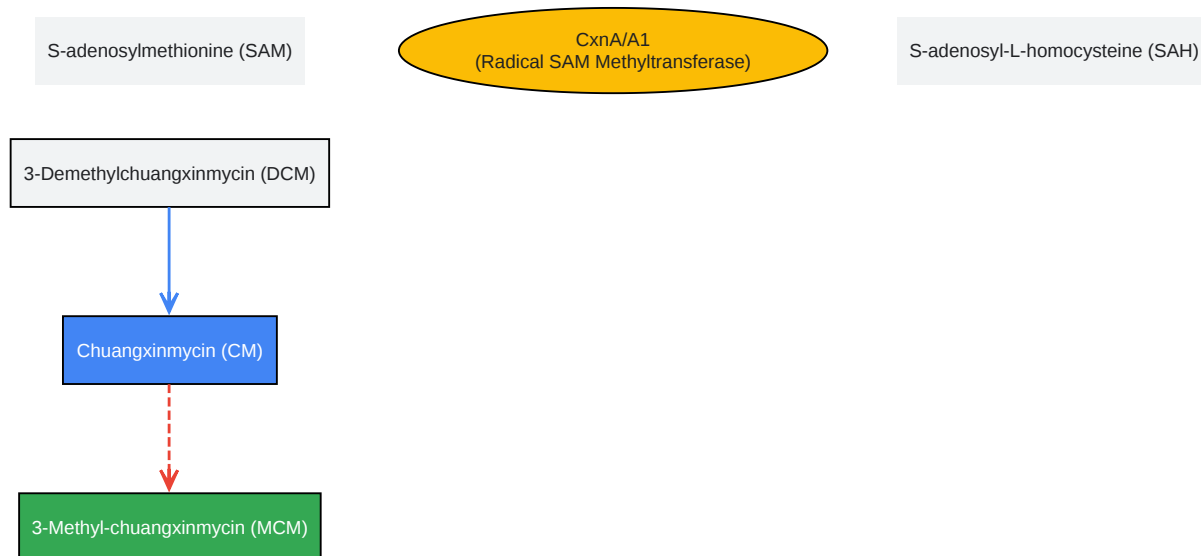 S-adenosylmethionine (SAM)
CxnA/A1
(Radical SAM Methyltransferase)
S-adenosyl-L-homocysteine (SAH)
3-Demethylchuangxinmycin (DCM)
Chuangxinmycin (CM)
3-Methyl-chuangxinmycin (MCM)